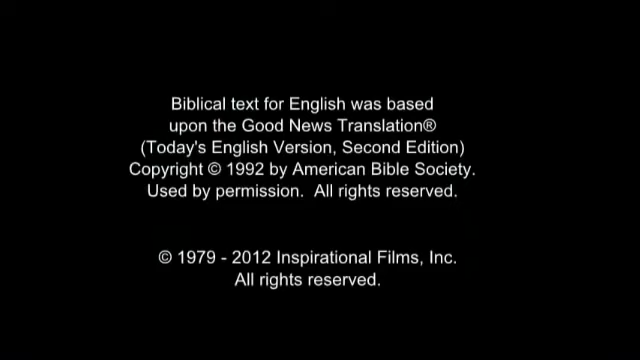 Biblical text for English was based
upon the Good News Translation®
(Today's English Version, Second Edition)
Copyright © 1992 by American Bible Society.
Used by permission.  All rights reserved.
© 1979 - 2012 Inspirational Films, Inc.
All rights reserved.